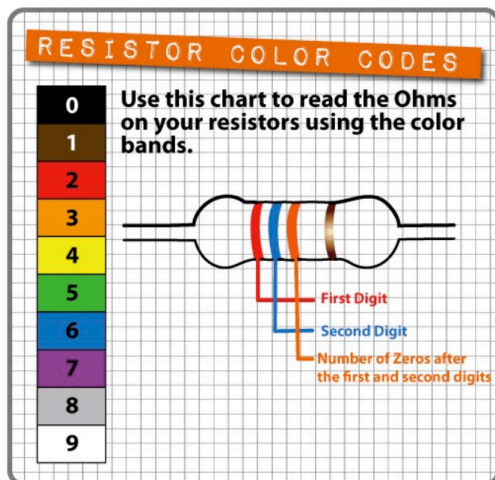 RESISTOR COLOR CODES
0
1
2
3
4
5
6
7
8
9
Use this chart to read the Ohms
on your resistors using the color
bands.
First Digit
Second Digit
Number of Zeros after
the first and second digits